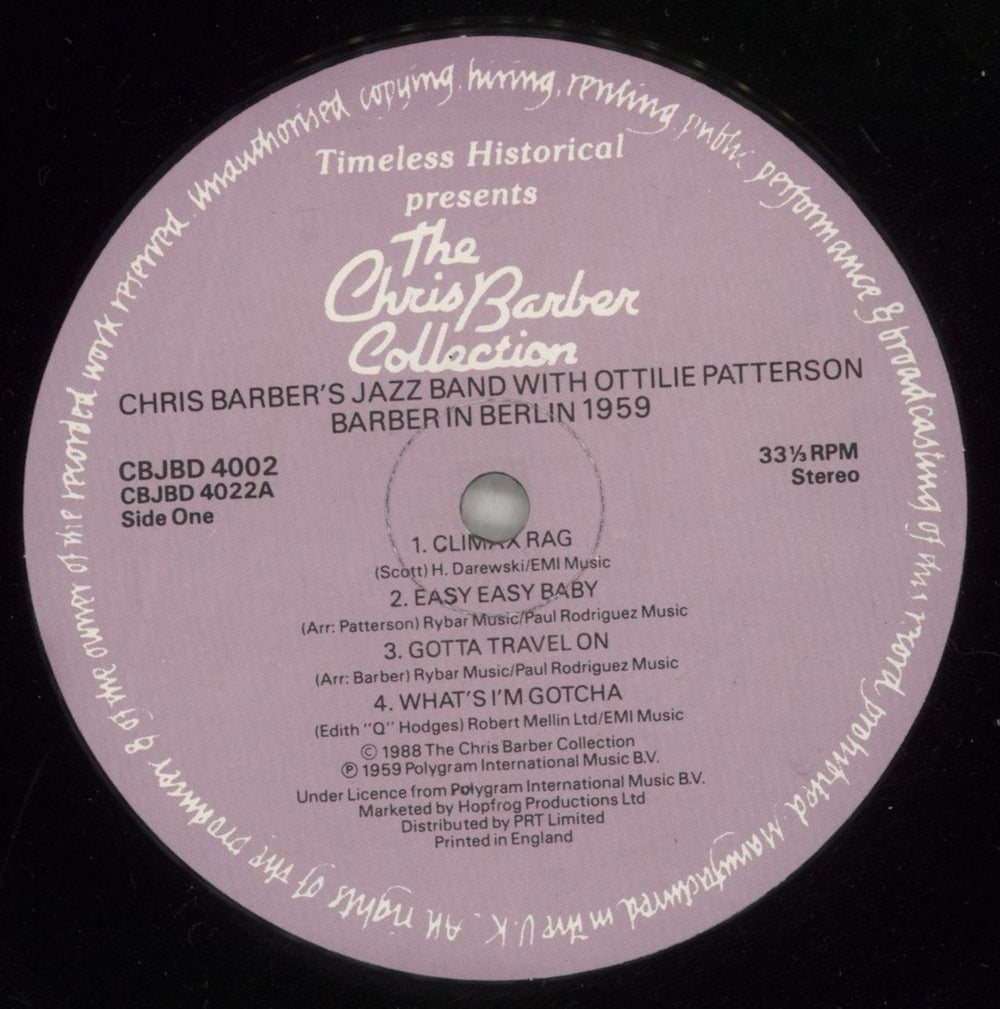 Timeless Historical
presents
The
Chris Barber
Collection
CHRIS BARBER'S JAZZ BAND WITH OTTILIE PATTERSON
BARBER IN BERLIN 1959
CBJBD 4002
CBJBD 4022A
Side One
33⅓ RPM
Stereo
1. CLIMAX RAG
(Scott) H. Darewski/EMI Music
2. EASY EASY BABY
(Arr: Patterson) Rybar Music/Paul Rodriguez Music
3. GOTTA TRAVEL ON
(Arr: Barber) Rybar Music/Paul Rodriguez Music
4. WHAT'S I'M GOTCHA
(Edith "Q" Hodges) Robert Mellin Ltd/EMI Music
© 1988 The Chris Barber Collection
℗ 1959 Polygram International Music B.V.
Under Licence from Polygram International Music B.V.
Marketed by Hopfrog Productions Ltd
Distributed by PRT Limited
Printed in England
All rights of the producer & of the owner of the recorded work reserved. Unauthorised copying, hiring, renting, public performance & broadcasting of this record prohibited. Manufactured in the U.K.